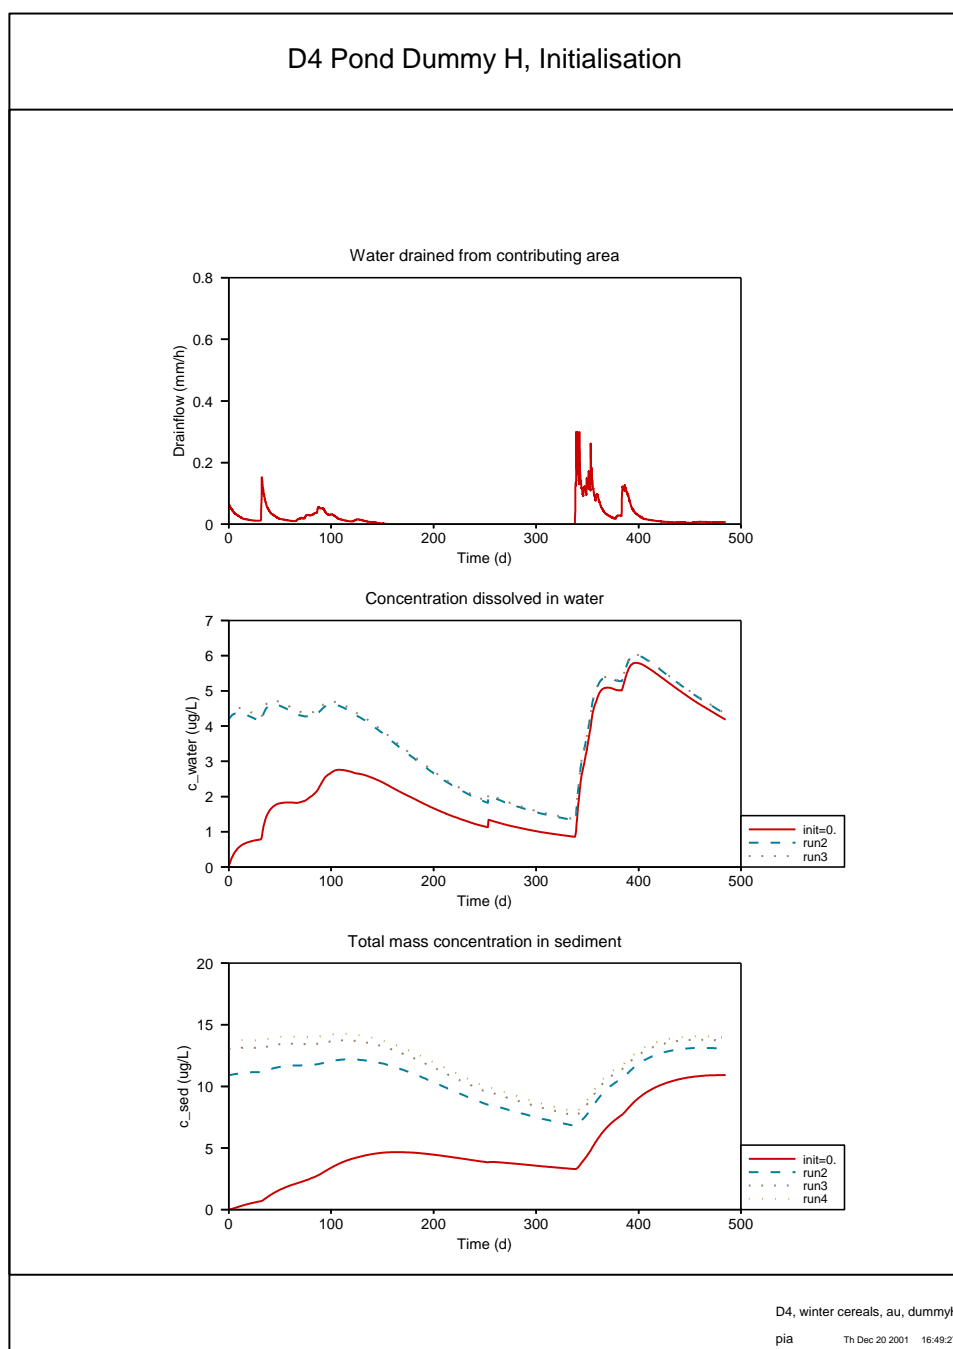 D4 Pond Dummy H, Initialisation
Water drained from contributing area
Drainflow (mm/h)
0.8
0.6
0.4
0.2
0
0 100 200 300 400 500
Time (d)
Concentration dissolved in water
c_water (ug/L)
7
6
5
4
3
2
1
0
0 100 200 300 400 500
Time (d)
init=0.
run2
run3
Total mass concentration in sediment
c_sed (ug/L)
20
15
10
5
0
0 100 200 300 400 500
Time (d)
init=0.
run2
run3
run4
D4, winter cereals, au, dummy
pia Th Dec 20 2001 16:49:2